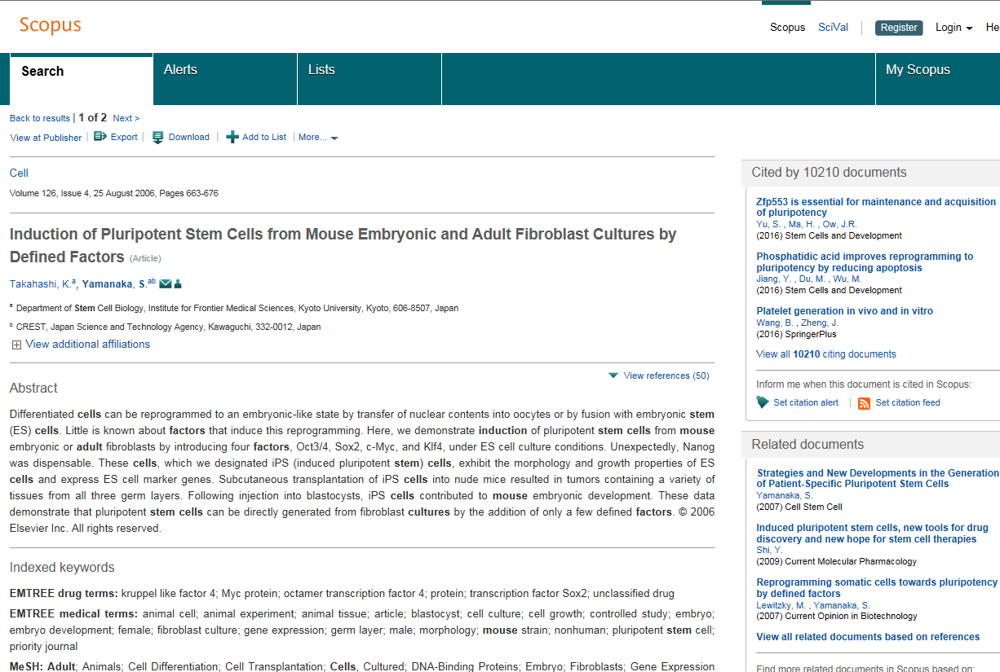 Scopus
Scopus SciVal Register Login He
Search Alerts Lists My Scopus
Back to results | 1 of 2 Next >
View at Publisher | Export | Download | Add to List | More...
Cell
Volume 126, Issue 4, 25 August 2006, Pages 663-676
Induction of Pluripotent Stem Cells from Mouse Embryonic and Adult Fibroblast Cultures by
Defined Factors (Article)
Takahashi, K.a, Yamanaka, S.ab
a Department of Stem Cell Biology, Institute for Frontier Medical Sciences, Kyoto University, Kyoto, 606-8507, Japan
b CREST, Japan Science and Technology Agency, Kawaguchi, 332-0012, Japan
View additional affiliations
View references (50)
Abstract
Differentiated cells can be reprogrammed to an embryonic-like state by transfer of nuclear contents into oocytes or by fusion with embryonic stem
(ES) cells. Little is known about factors that induce this reprogramming. Here, we demonstrate induction of pluripotent stem cells from mouse
embryonic or adult fibroblasts by introducing four factors, Oct3/4, Sox2, c-Myc, and Klf4, under ES cell culture conditions. Unexpectedly, Nanog
was dispensable. These cells, which we designated iPS (induced pluripotent stem) cells, exhibit the morphology and growth properties of ES
cells and express ES cell marker genes. Subcutaneous transplantation of iPS cells into nude mice resulted in tumors containing a variety of
tissues from all three germ layers. Following injection into blastocysts, iPS cells contributed to mouse embryonic development. These data
demonstrate that pluripotent stem cells can be directly generated from fibroblast cultures by the addition of only a few defined factors. © 2006
Elsevier Inc. All rights reserved.
Indexed keywords
EMTREE drug terms: kruppel like factor 4; Myc protein; octamer transcription factor 4; protein; transcription factor Sox2; unclassified drug
EMTREE medical terms: animal cell; animal experiment; animal tissue; article; blastocyst; cell culture; cell growth; controlled study; embryo;
embryo development; female; fibroblast culture; gene expression; germ layer; male; morphology; mouse strain; nonhuman; pluripotent stem cell;
priority journal
MeSH: Adult; Animals; Cell Differentiation; Cell Transplantation; Cells, Cultured; DNA-Binding Proteins; Embryo; Fibroblasts; Gene Expression
Cited by 10210 documents
Zfp553 is essential for maintenance and acquisition
of pluripotency
Yu, S. , Ma, H. , Ow, J.R.
(2016) Stem Cells and Development
Phosphatidic acid improves reprogramming to
pluripotency by reducing apoptosis
Jiang, Y. , Du, M. , Wu, M.
(2016) Stem Cells and Development
Platelet generation in vivo and in vitro
Wang, B. , Zheng, J.
(2016) SpringerPlus
View all 10210 citing documents
Inform me when this document is cited in Scopus:
Set citation alert | Set citation feed
Related documents
Strategies and New Developments in the Generation
of Patient-Specific Pluripotent Stem Cells
Yamanaka, S.
(2007) Cell Stem Cell
Induced pluripotent stem cells, new tools for drug
discovery and new hope for stem cell therapies
Shi, Y.
(2009) Current Molecular Pharmacology
Reprogramming somatic cells towards pluripotency
by defined factors
Lewitzky, M. , Yamanaka, S.
(2007) Current Opinion in Biotechnology
View all related documents based on references
Find more related documents in Scopus based on: